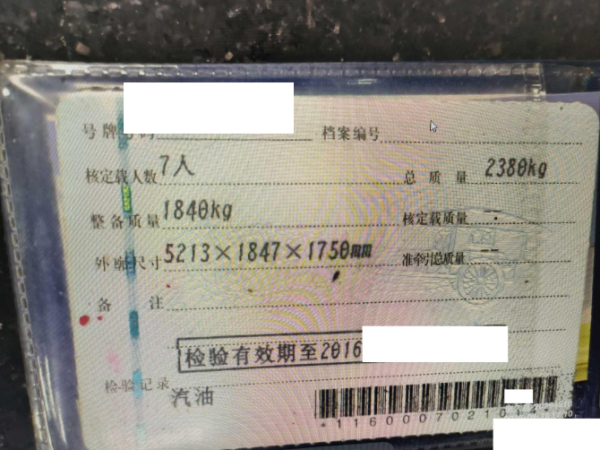 号牌号码 档案编号
核定载人数 7人 总质量 2380kg
整备质量 1840kg 核定载质量 --
外廓尺寸 5213×1847×1750mm 准牵引总质量 --
备注
检验有效期至2016
检验记录
汽油